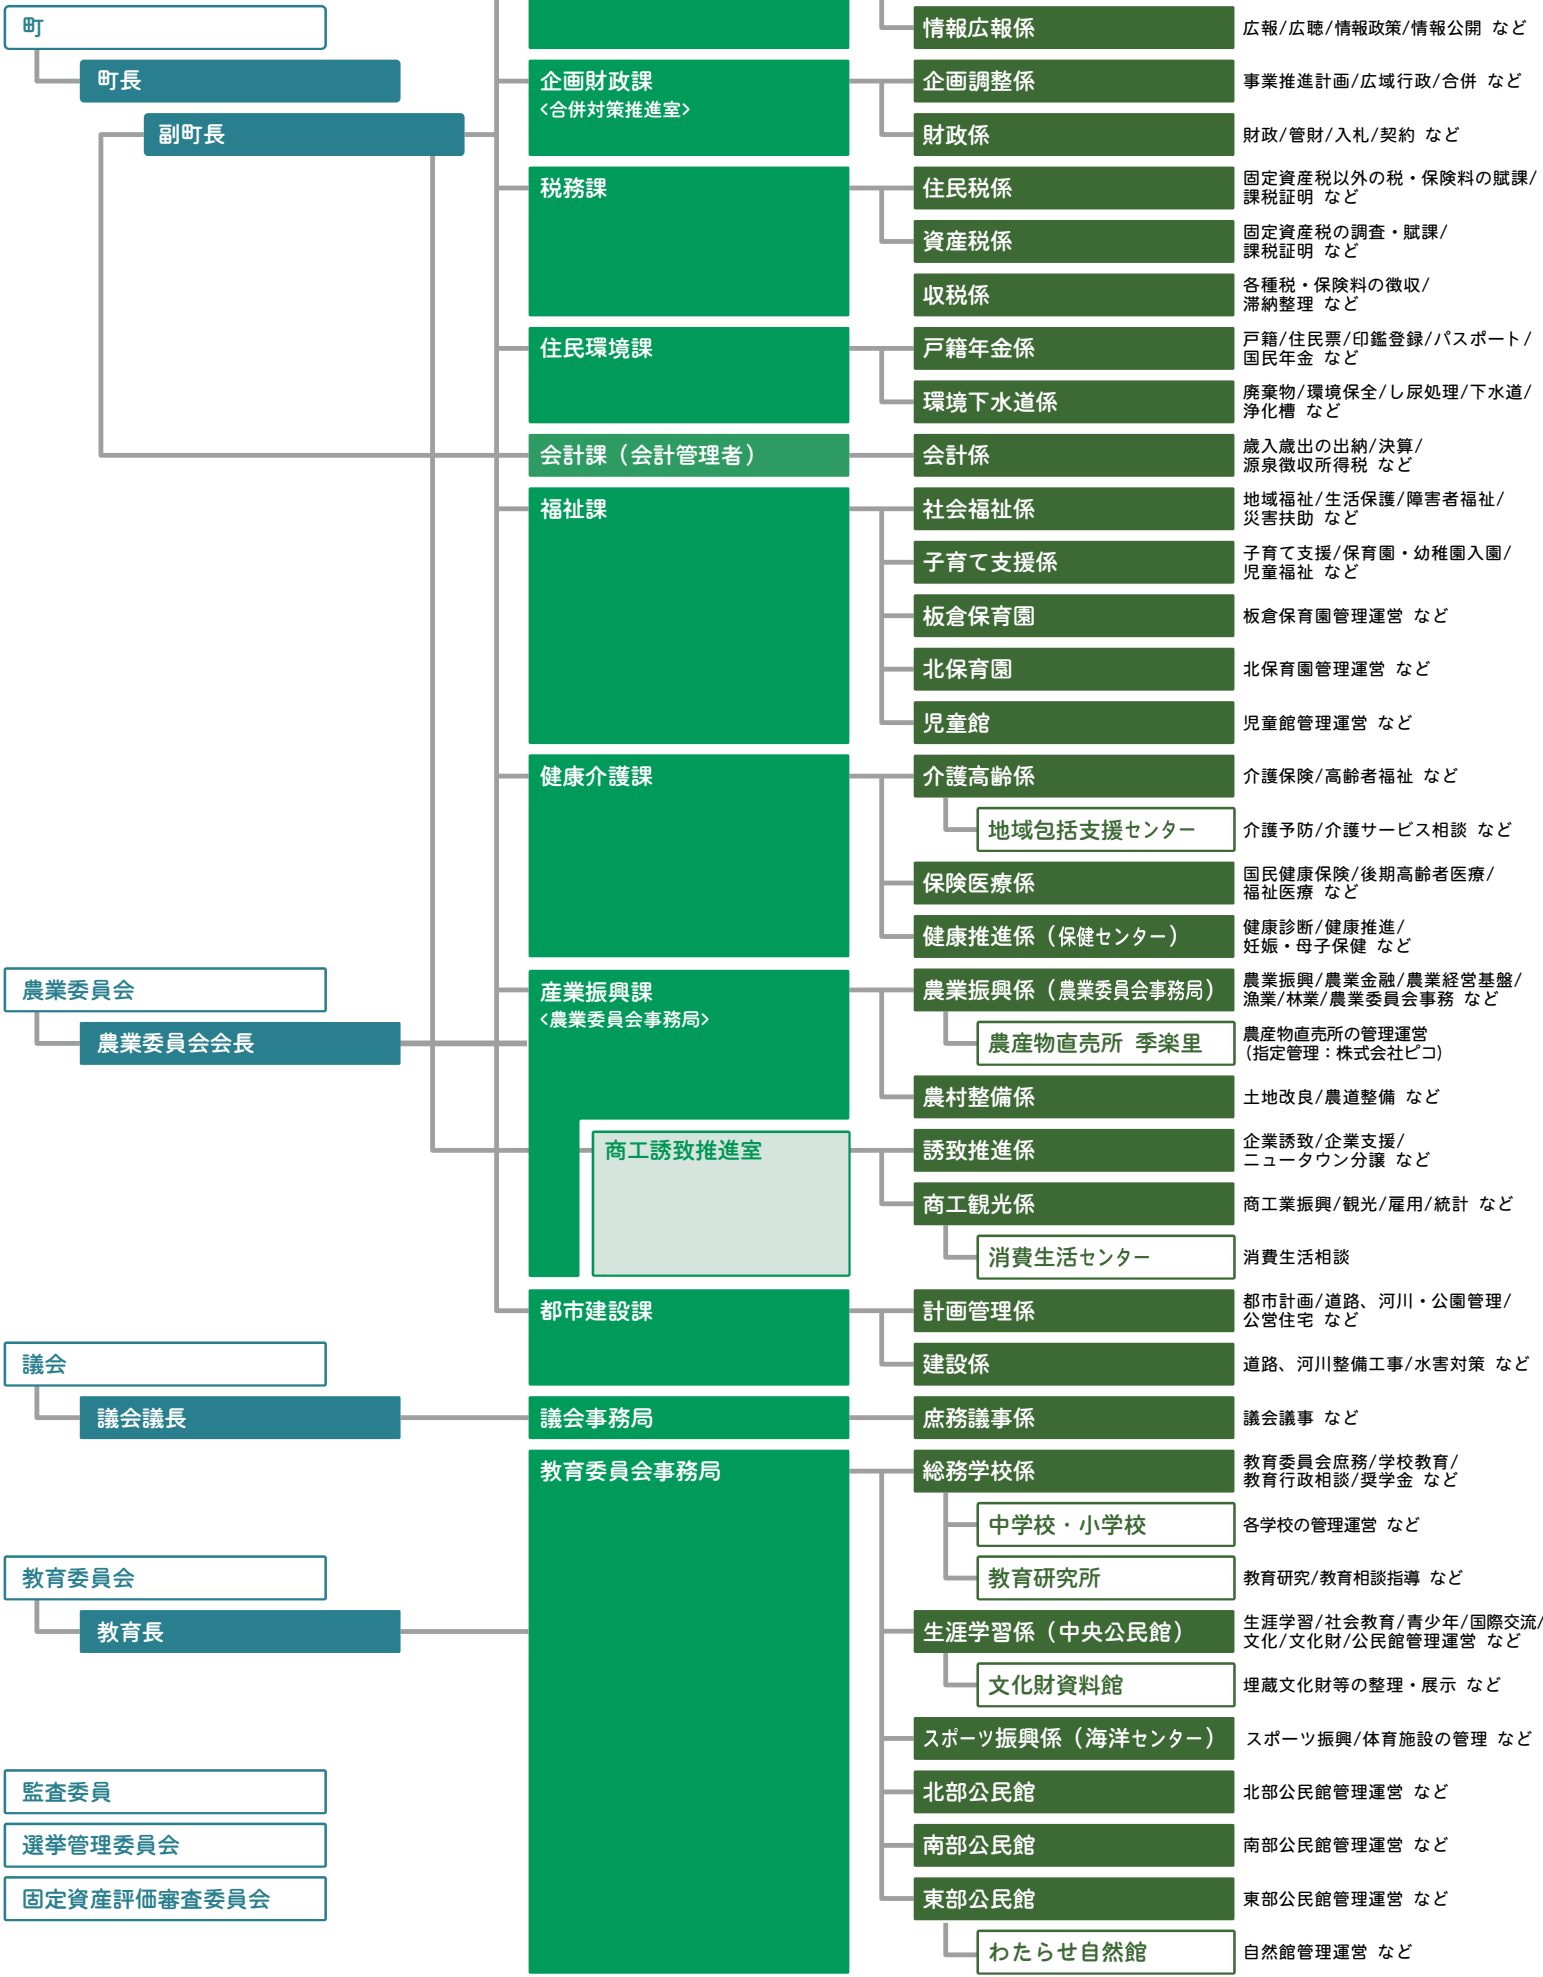 町
町長
副町長
情報広報係
広報/広聴/情報政策/情報公開 など
企画財政課
<合併対策推進室>
企画調整係
事業推進計画/広域行政/合併 など
財政係
財政/管財/入札/契約 など
税務課
住民税係
固定資産税以外の税・保険料の賦課/
課税証明 など
資産税係
固定資産税の調査・賦課/
課税証明 など
収税係
各種税・保険料の徴収/
滞納整理 など
住民環境課
戸籍年金係
戸籍/住民票/印鑑登録/パスポート/
国民年金 など
環境下水道係
廃棄物/環境保全/し尿処理/下水道/
浄化槽 など
会計課（会計管理者）
会計係
歳入歳出の出納/決算/
源泉徴収所得税 など
福祉課
社会福祉係
地域福祉/生活保護/障害者福祉/
災害扶助 など
子育て支援係
子育て支援/保育園・幼稚園入園/
児童福祉 など
板倉保育園
板倉保育園管理運営 など
北保育園
北保育園管理運営 など
児童館
児童館管理運営 など
健康介護課
介護高齢係
介護保険/高齢者福祉 など
地域包括支援センター
介護予防/介護サービス相談 など
保険医療係
国民健康保険/後期高齢者医療/
福祉医療 など
健康推進係（保健センター）
健康診断/健康推進/
妊娠・母子保健 など
農業委員会
農業委員会会長
産業振興課
<農業委員会事務局>
農業振興係（農業委員会事務局）
農業振興/農業金融/農業経営基盤/
漁業/林業/農業委員会事務 など
農産物直売所 季楽里
農産物直売所の管理運営
(指定管理：株式会社ピコ)
農村整備係
土地改良/農道整備 など
商工誘致推進室
誘致推進係
企業誘致/企業支援/
ニュータウン分譲 など
商工観光係
商工業振興/観光/雇用/統計 など
消費生活センター
消費生活相談
都市建設課
計画管理係
都市計画/道路、河川・公園管理/
公営住宅 など
建設係
道路、河川整備工事/水害対策 など
議会
議会議長
議会事務局
庶務議事係
議会議事 など
教育委員会事務局
総務学校係
教育委員会庶務/学校教育/
教育行政相談/奨学金 など
中学校・小学校
各学校の管理運営 など
教育研究所
教育研究/教育相談指導 など
教育委員会
教育長
生涯学習係（中央公民館）
生涯学習/社会教育/青少年/国際交流/
文化/文化財/公民館管理運営 など
文化財資料館
埋蔵文化財等の整理・展示 など
スポーツ振興係（海洋センター）
スポーツ振興/体育施設の管理 など
監査委員
北部公民館
北部公民館管理運営 など
選挙管理委員会
南部公民館
南部公民館管理運営 など
固定資産評価審査委員会
東部公民館
東部公民館管理運営 など
わたらせ自然館
自然館管理運営 など